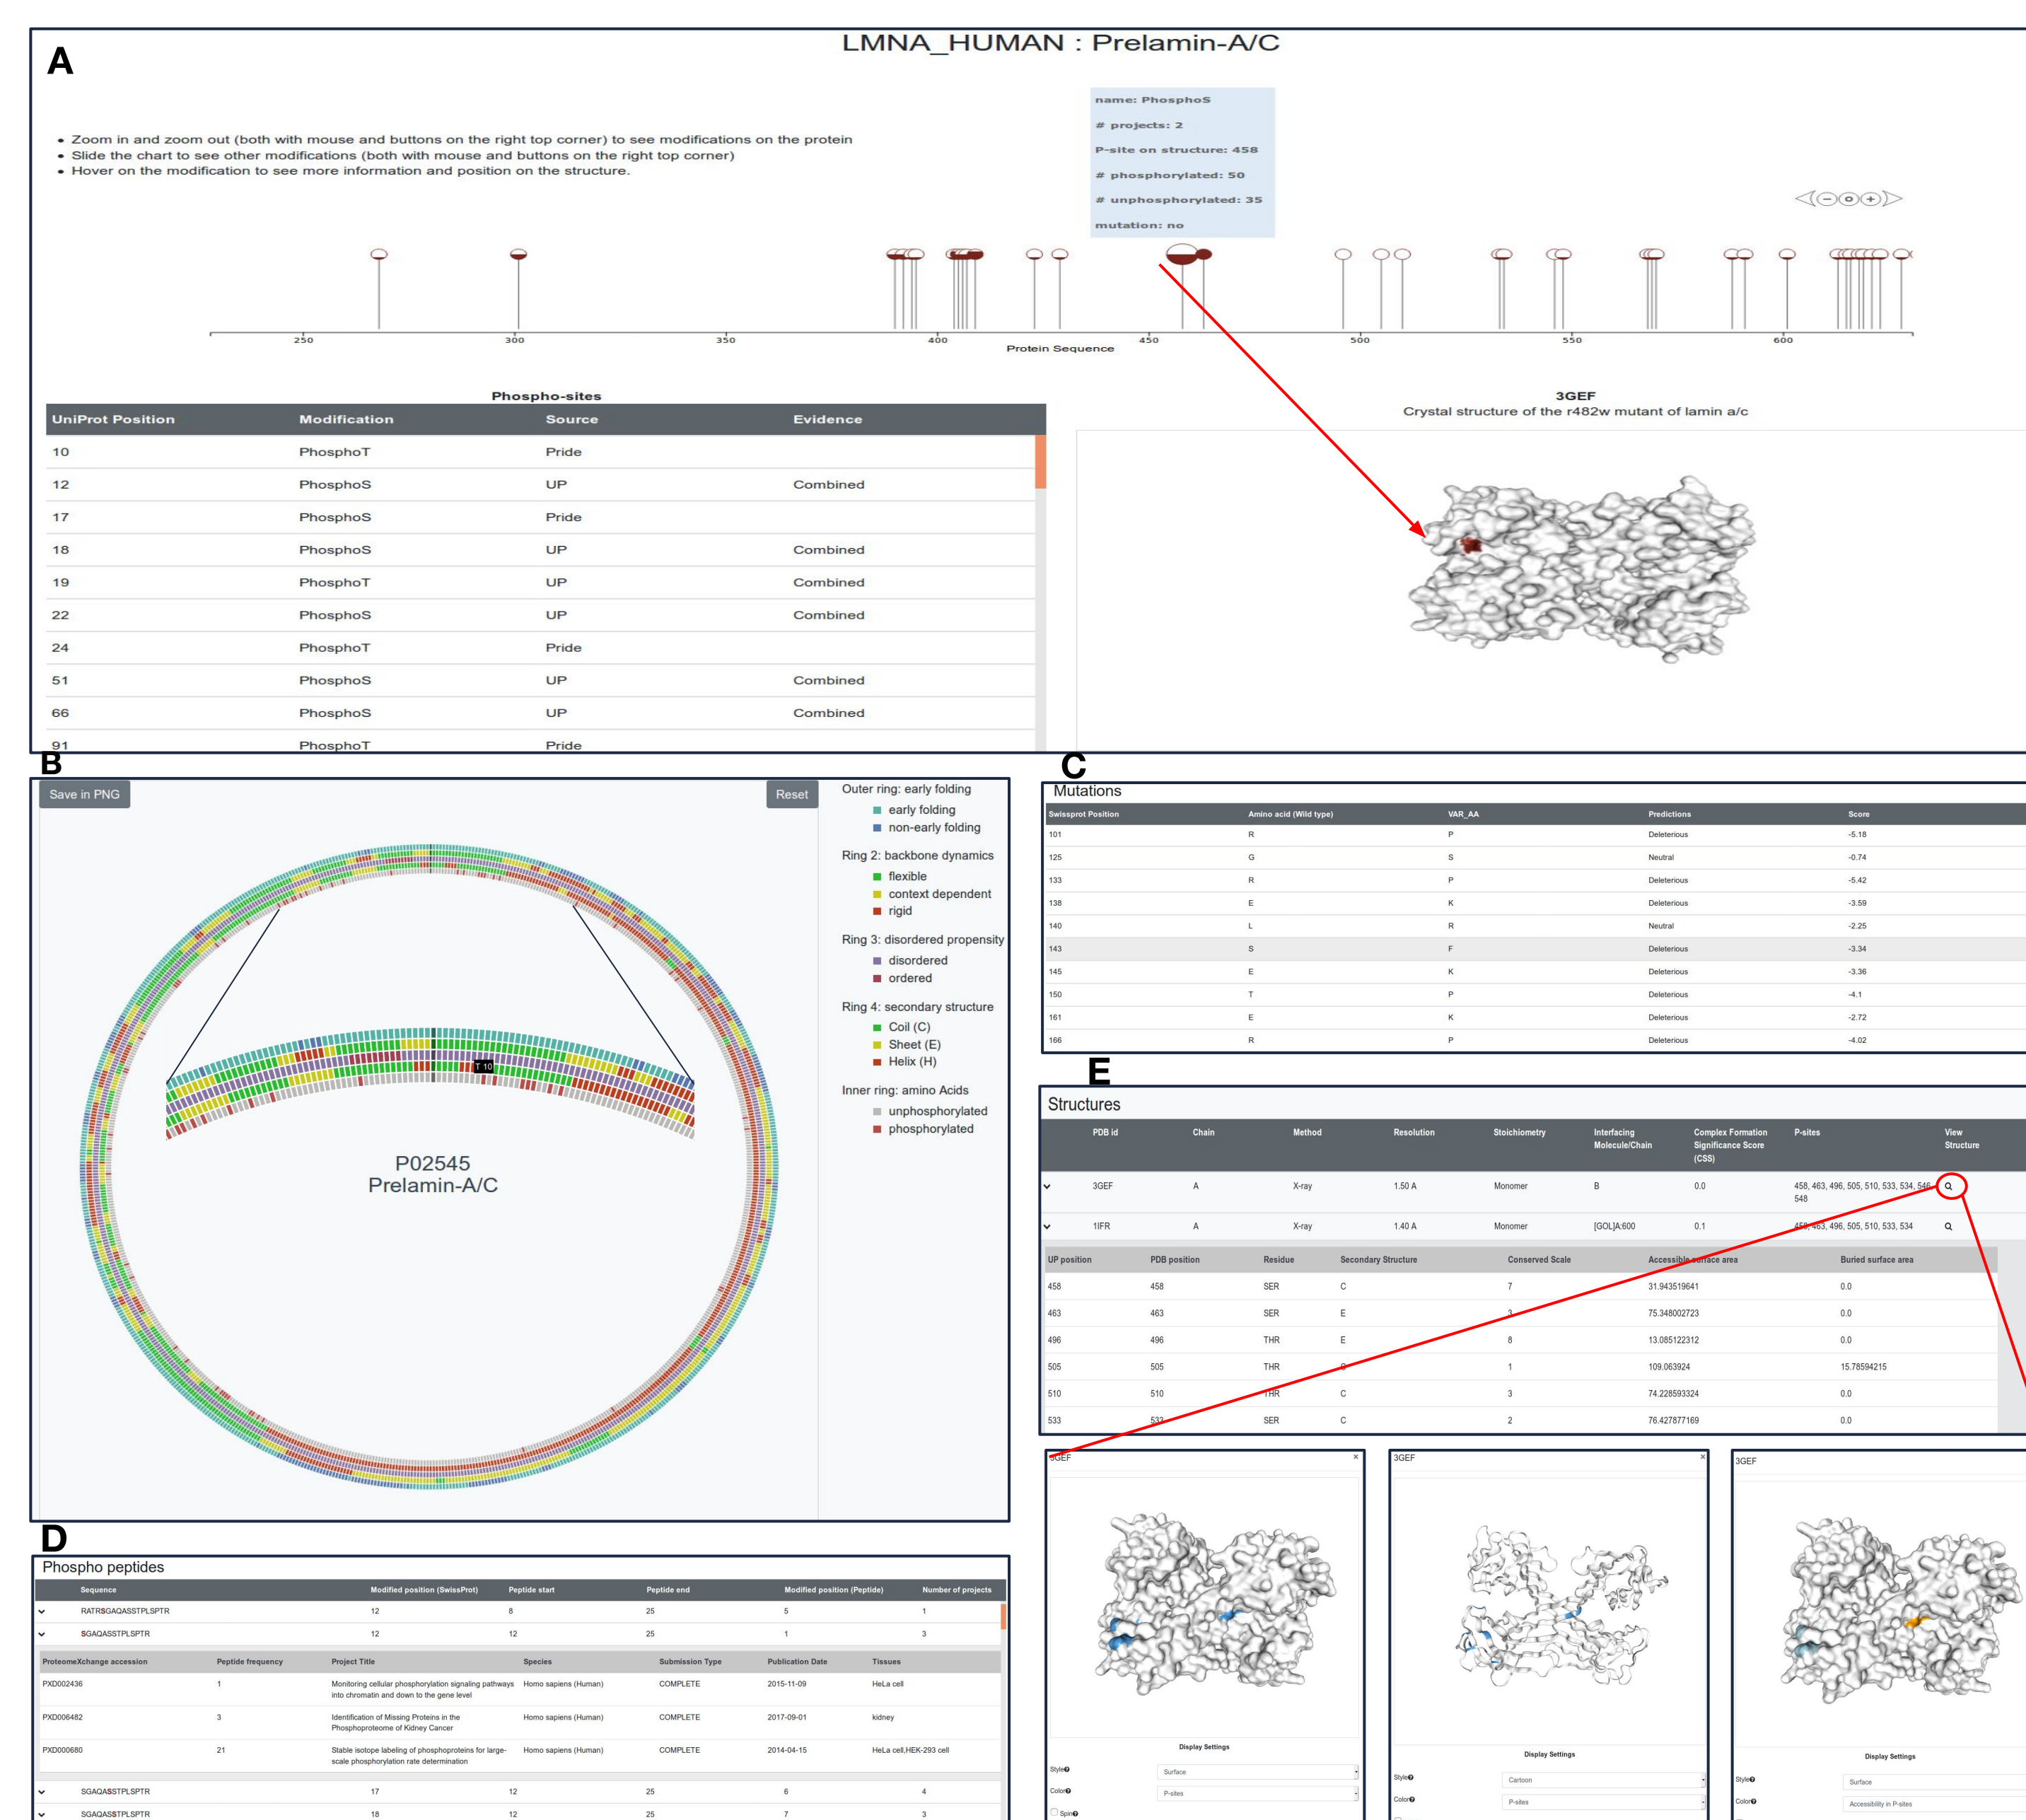 LMNA_HUMAN : Prelamin-A/C
A
name: PhosphoS
# projects: 2
P-site on structure: 458
# phosphorylated: 50
# unphosphorylated: 35
mutation: no
• Zoom in and zoom out (both with mouse and buttons on the right top corner) to see modifications on the protein
• Slide the chart to see other modifications (both with mouse and buttons on the right top corner)
• Hover on the modification to see more information and position on the structure.
250 300 350 400 450 500 550 600
Protein Sequence
Phospho-sites
UniProt Position Modification Source Evidence
10 PhosphoT Pride
12 PhosphoS UP Combined
17 PhosphoS Pride
18 PhosphoS UP Combined
19 PhosphoT UP Combined
22 PhosphoS UP Combined
24 PhosphoT Pride
51 PhosphoS UP Combined
66 PhosphoS UP Combined
91 PhosphoT Pride
3GEF
Crystal structure of the r482w mutant of lamin a/c
B
Save in PNG
Reset
Outer ring: early folding
early folding
non-early folding
Ring 2: backbone dynamics
flexible
context dependent
rigid
Ring 3: disordered propensity
disordered
ordered
Ring 4: secondary structure
Coil (C)
Sheet (E)
Helix (H)
Inner ring: amino Acids
unphosphorylated
phosphorylated
T 10
P02545
Prelamin-A/C
C
Mutations
Swissprot Position Amino acid (Wild type) VAR_AA Predictions Score
101 R P Deleterious -5.18
125 G S Neutral -0.74
133 R P Deleterious -5.42
138 E K Deleterious -3.59
140 L R Neutral -2.25
143 S F Deleterious -3.34
145 E K Deleterious -3.36
150 T P Deleterious -4.1
161 E K Deleterious -2.72
166 R P Deleterious -4.02
E
Structures
PDB id Chain Method Resolution Stoichiometry Interfacing Molecule/Chain Complex Formation Significance Score (CSS) P-sites View Structure
3GEF A X-ray 1.50 A Monomer B 0.0 458, 463, 496, 505, 510, 533, 534, 546,
548
1IFR A X-ray 1.40 A Monomer [GOL]A:600 0.1 458, 463, 496, 505, 510, 533, 534
UP position PDB position Residue Secondary Structure Conserved Scale Accessible surface area Buried surface area
458 458 SER C 7 31.943519641 0.0
463 463 SER E 3 75.348002723 0.0
496 496 THR E 8 13.085122312 0.0
505 505 THR C 1 109.063924 15.78594215
510 510 THR C 3 74.228593324 0.0
533 533 SER C 2 76.427877169 0.0
3GEF ×
Display Settings
Style Surface
Color P-sites
Spin
3GEF ×
Display Settings
Style Cartoon
Color P-sites
3GEF
Display Settings
Style Surface
Color Accessibility in P-sites
D
Phospho peptides
Sequence Modified position (SwissProt) Peptide start Peptide end Modified position (Peptide) Number of projects
RATRSGAQASSTPLSPTR 12 8 25 5 1
SGAQASSTPLSPTR 12 12 25 1 3
ProteomeXchange accession Peptide frequency Project Title Species Submission Type Publication Date Tissues
PXD002436 1 Monitoring cellular phosphorylation signaling pathways Homo sapiens (Human) COMPLETE 2015-11-09 HeLa cell
into chromatin and down to the gene level
PXD006482 3 Identification of Missing Proteins in the Homo sapiens (Human) COMPLETE 2017-09-01 kidney
Phosphoproteome of Kidney Cancer
PXD000680 21 Stable isotope labeling of phosphoproteins for large- Homo sapiens (Human) COMPLETE 2014-04-15 HeLa cell,HEK-293 cell
scale phosphorylation rate determination
SGAQASSTPLSPTR 17 12 25 6 4
SGAQASSTPLSPTR 18 12 25 7 3